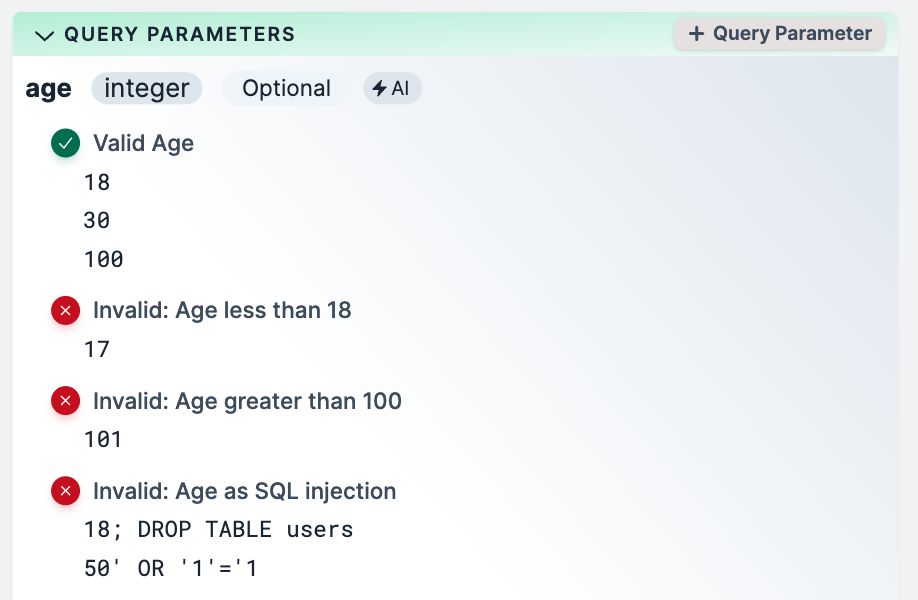 QUERY PARAMETERS
+ Query Parameter
age integer Optional AI
Valid Age
18
30
100
Invalid: Age less than 18
17
Invalid: Age greater than 100
101
Invalid: Age as SQL injection
18; DROP TABLE users
50' OR '1'='1